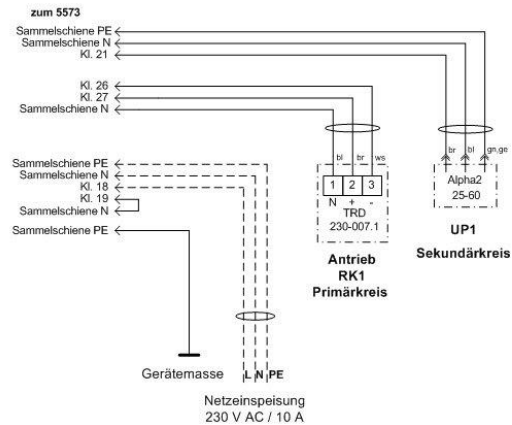 zum 5573
Sammelschiene PE
Sammelschiene N
Kl. 21
Kl. 26
Kl. 27
Sammelschiene N
Sammelschiene PE
Sammelschiene N
Kl. 18
Kl. 19
Sammelschiene N
Sammelschiene PE
bl br ws
1 2 3
N + -
TRD
230-007.1
Antrieb
RK1
Primärkreis
br bl gn,ge
Alpha2
25-60
UP1
Sekundärkreis
Gerätemasse
L N PE
Netzeinspeisung
230 V AC / 10 A